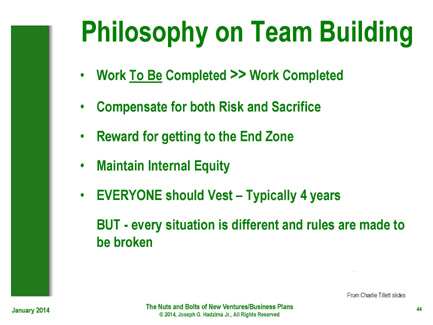 Philosophy on Team Building
• Work To Be Completed >> Work Completed
• Compensate for both Risk and Sacrifice
• Reward for getting to the End Zone
• Maintain Internal Equity
• EVERYONE should Vest – Typically 4 years
BUT - every situation is different and rules are made to
be broken
From Charlie Tillett slides
January 2014
The Nuts and Bolts of New Ventures/Business Plans
© 2014, Joseph G. Hadzima Jr., All Rights Reserved
44